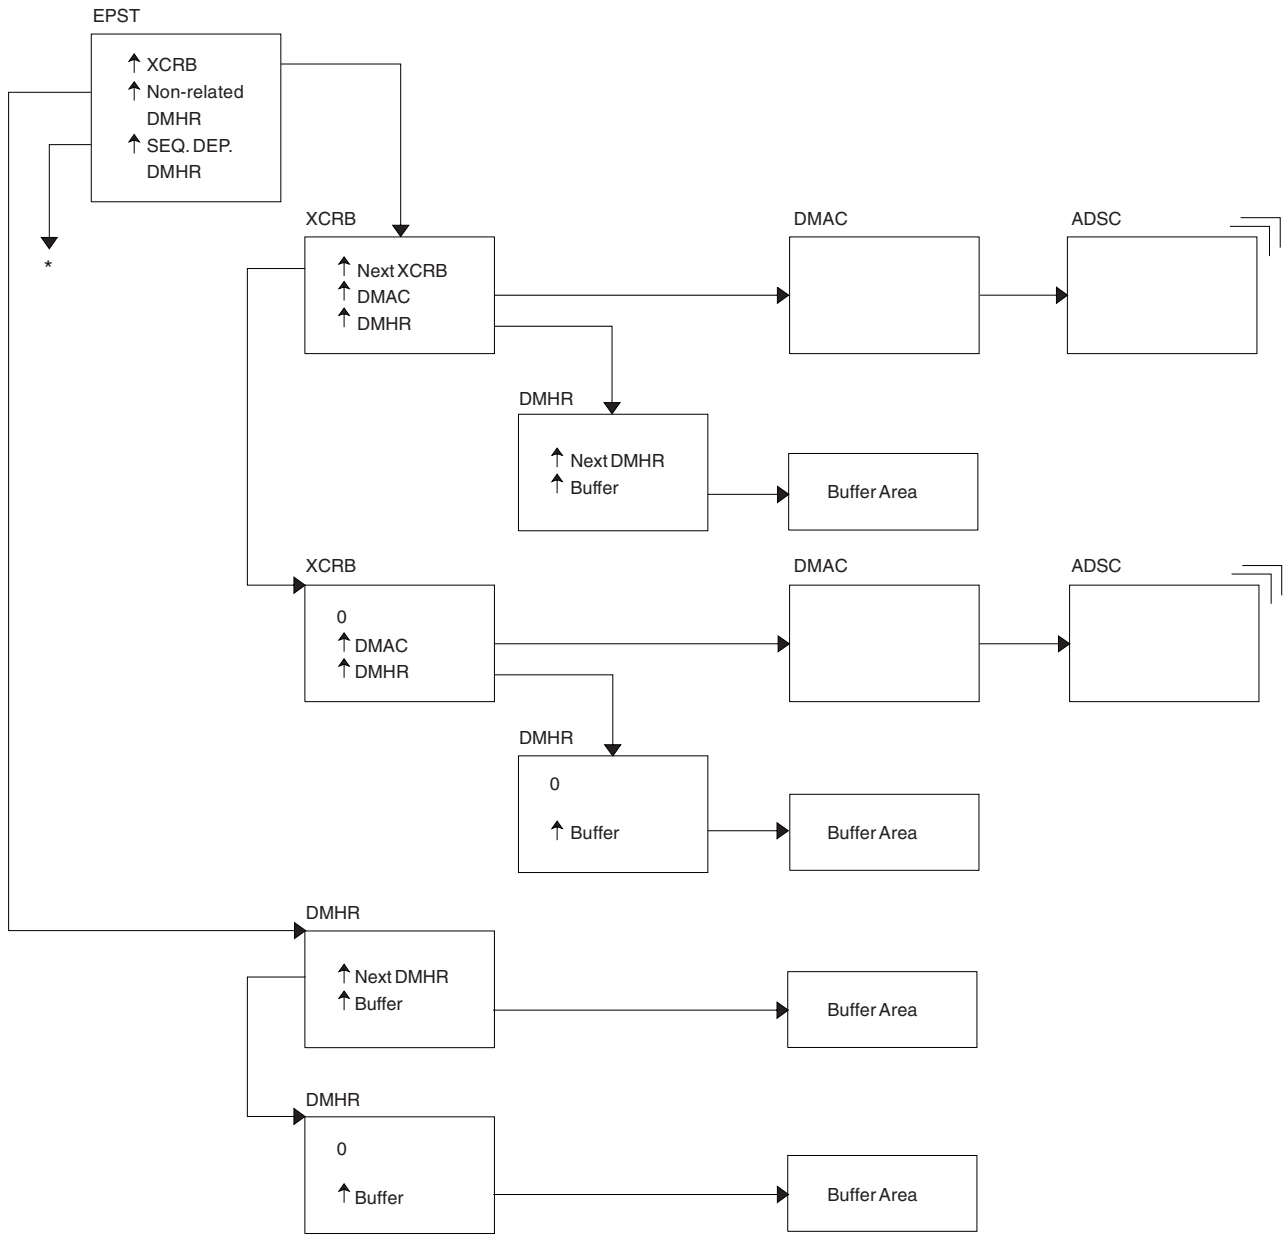 EPST
↑ XCRB
↑ Non-related
DMHR
↑ SEQ. DEP.
DMHR
*
XCRB
↑ Next XCRB
↑ DMAC
↑ DMHR
DMAC
ADSC
DMHR
↑ Next DMHR
↑ Buffer
Buffer Area
XCRB
0
↑ DMAC
↑ DMHR
DMAC
ADSC
DMHR
0
↑ Buffer
Buffer Area
DMHR
↑ Next DMHR
↑ Buffer
Buffer Area
DMHR
0
↑ Buffer
Buffer Area